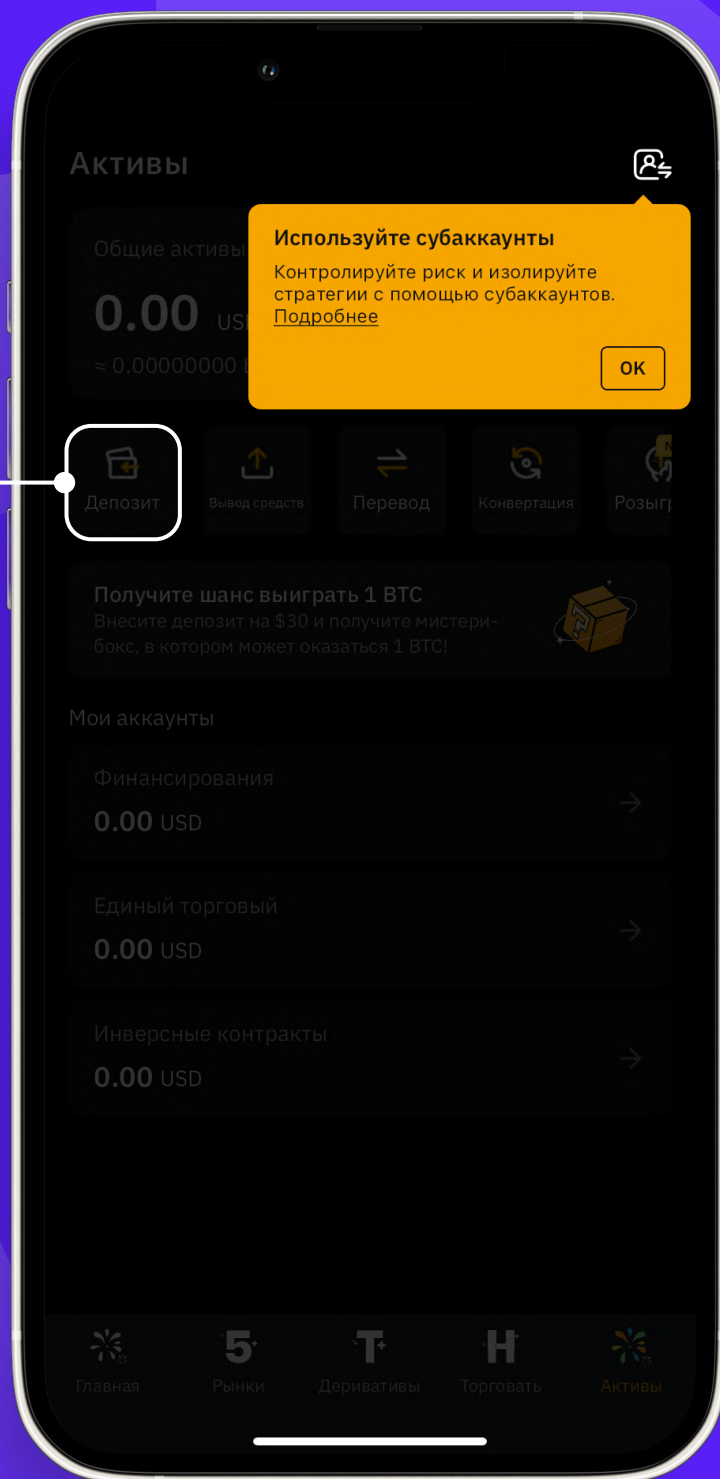 Активы
Общие активы
0.00 US
≈ 0.00000000
Используйте субаккаунты
Контролируйте риск и изолируйте
стратегии с помощью субаккаунтов.
Подробнее
OK
Депозит
Вывод средств
Перевод
Конвертация
Розыгр
Получите шанс выиграть 1 BTC
Внесите депозит на $30 и получите мистери-
бокс, в котором может оказаться 1 BTC!
Мои аккаунты
Финансирования
0.00 USD
Единый торговый
0.00 USD
Инверсные контракты
0.00 USD
5
T
H
Главная
Рынки
Деривативы
Торговать
Активы